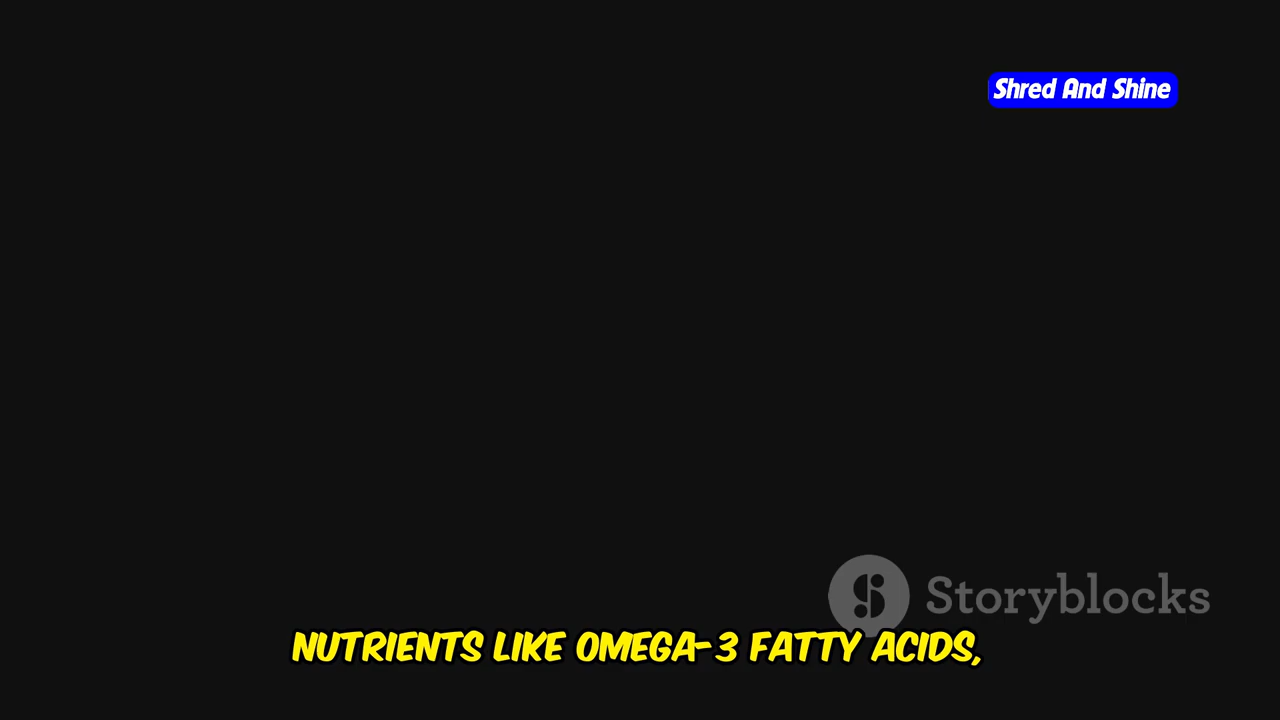 Shred And Shine
Storyblocks
NUTRIENTS LIKE OMEGA-3 FATTY ACIDS,